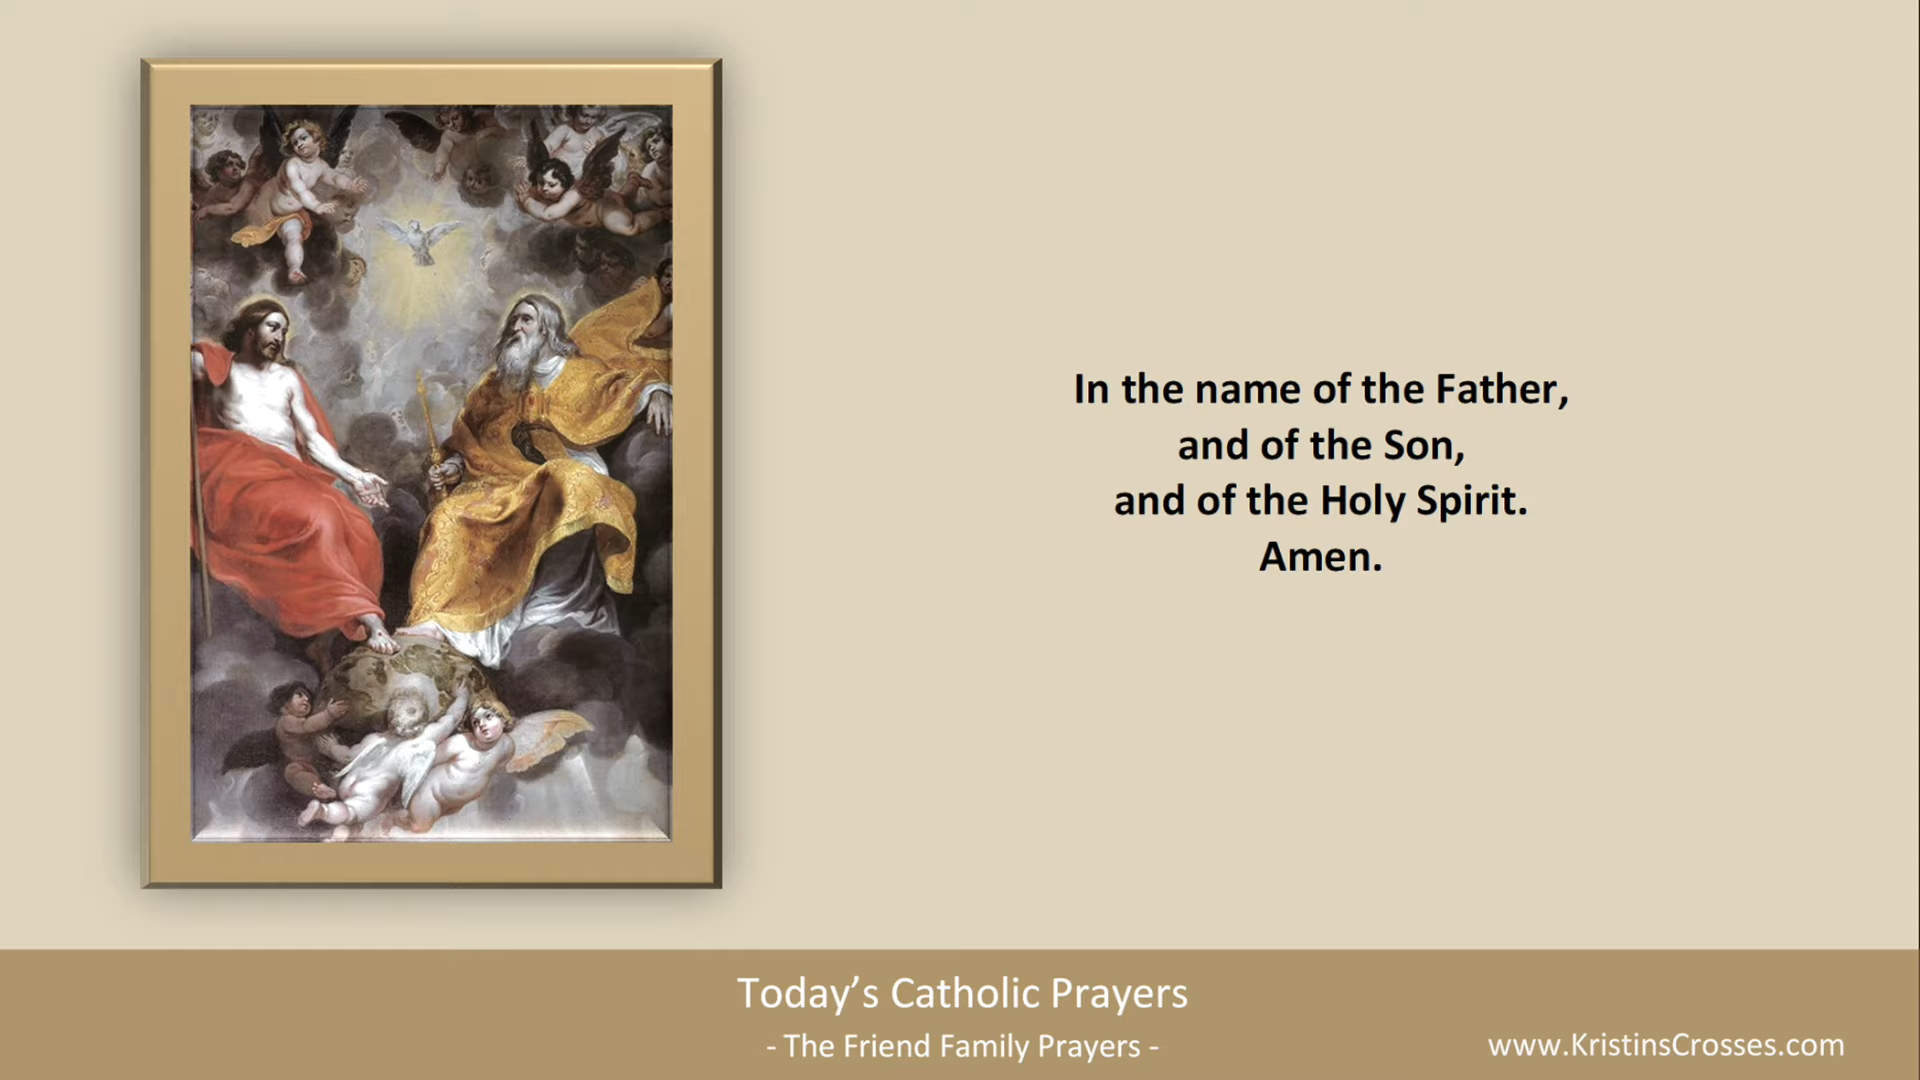 In the name of the Father,
and of the Son,
and of the Holy Spirit.
Amen.
Today’s Catholic Prayers
- The Friend Family Prayers -
www.KristinsCrosses.com